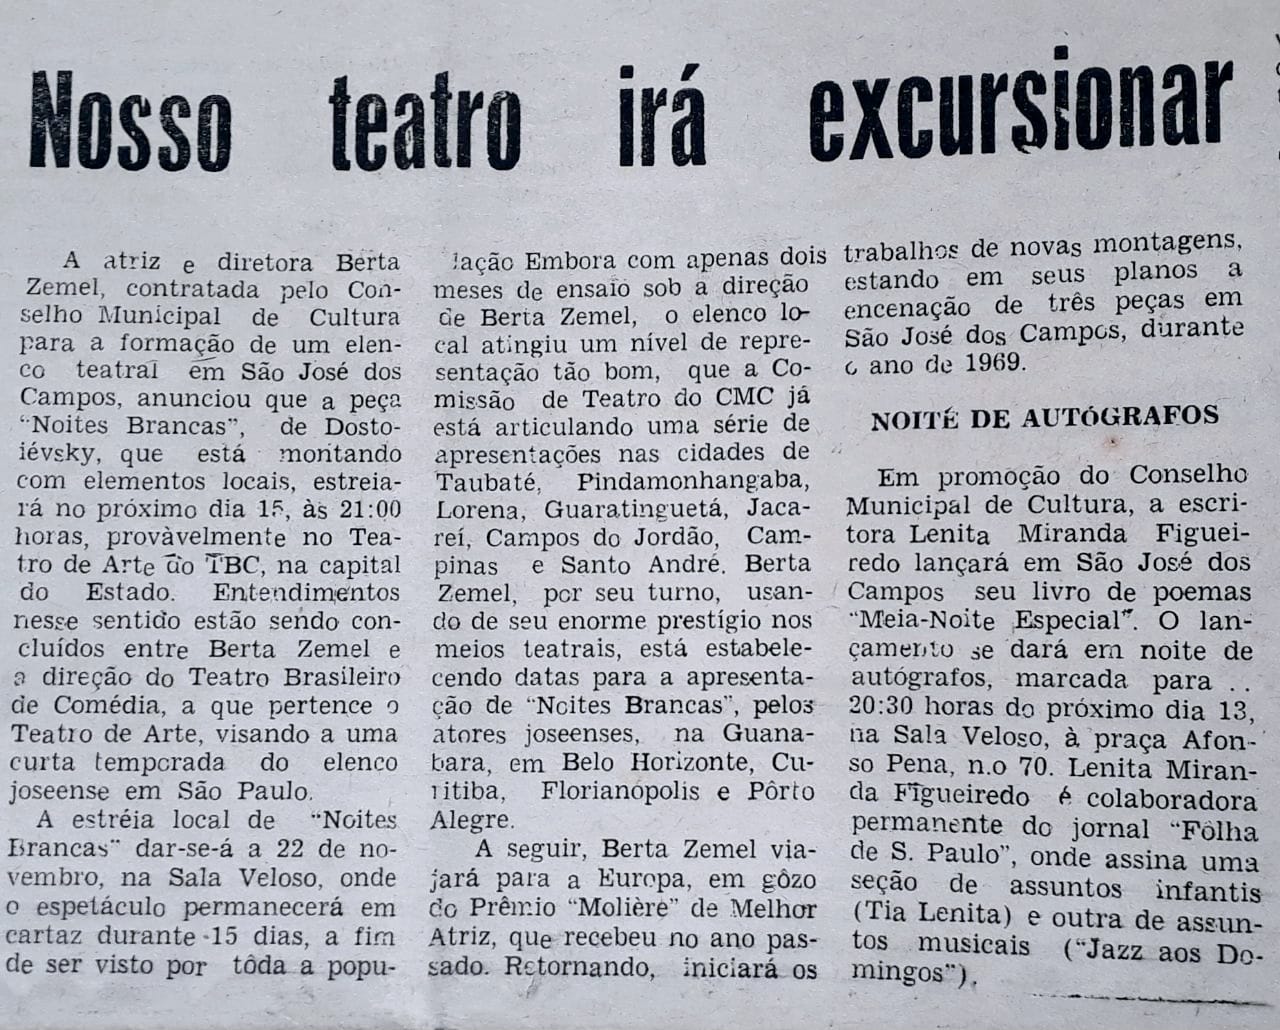 Nosso teatro irá excursionar
A atriz e diretora Berta
Zemel, contratada pelo Con-
selho Municipal de Cultura
para a formação de um elen-
co teatral em São José dos
Campos, anunciou que a peça
"Noites Brancas", de Dosto-
iévsky, que está montando
com elementos locais, estreia-
rá no próximo dia 15, às 21:00
horas, provàvelmente no Tea-
tro de Arte do TBC, na capital
do Estado. Entendimentos
nesse sentido estão sendo con-
cluídos entre Berta Zemel e
a direção do Teatro Brasileiro
de Comédia, a que pertence o
Teatro de Arte, visando a uma
curta temporada do elenco
joseense em São Paulo.
A estréia local de "Noites
Brancas" dar-se-á a 22 de no-
vembro, na Sala Veloso, onde
o espetáculo permanecerá em
cartaz durante 15 dias, a fim
de ser visto por tôda a popu-
lação Embora com apenas dois
meses de ensaio sob a direção
de Berta Zemel, o elenco lo-
cal atingiu um nível de repre-
sentação tão bom, que a Co-
missão de Teatro do CMC já
está articulando uma série de
apresentações nas cidades de
Taubaté, Pindamonhangaba,
Lorena, Guaratinguetá, Jaca-
reí, Campos do Jordão, Cam-
pinas e Santo André. Berta
Zemel, por seu turno, usan-
do de seu enorme prestígio nos
meios teatrais, está estabele-
cendo datas para a apresenta-
ção de "Noites Brancas", pelos
atores joseenses, na Guana-
bara, em Belo Horizonte, Cu-
ritiba, Florianópolis e Pôrto
Alegre.
A seguir, Berta Zemel via-
jará para a Europa, em gôzo
do Prêmio "Molière" de Melhor
Atriz, que recebeu no ano pas-
sado. Retornando, iniciará os
trabalhos de novas montagens,
estando em seus planos a
encenação de três peças em
São José dos Campos, durante
o ano de 1969.
NOITÉ DE AUTÓGRAFOS
Em promoção do Conselho
Municipal de Cultura, a escri-
tora Lenita Miranda Figuei-
redo lançará em São José dos
Campos seu livro de poemas
"Meia-Noite Especial". O lan-
çamento se dará em noite de
autógrafos, marcada para ..
20:30 horas do próximo dia 13,
na Sala Veloso, à praça Afon-
so Pena, n.o 70. Lenita Miran-
da Figueiredo é colaboradora
permanente do jornal "Fôlha
de S. Paulo", onde assina uma
seção de assuntos infantis
(Tia Lenita) e outra de assun-
tos musicais ("Jazz aos Do-
mingos").